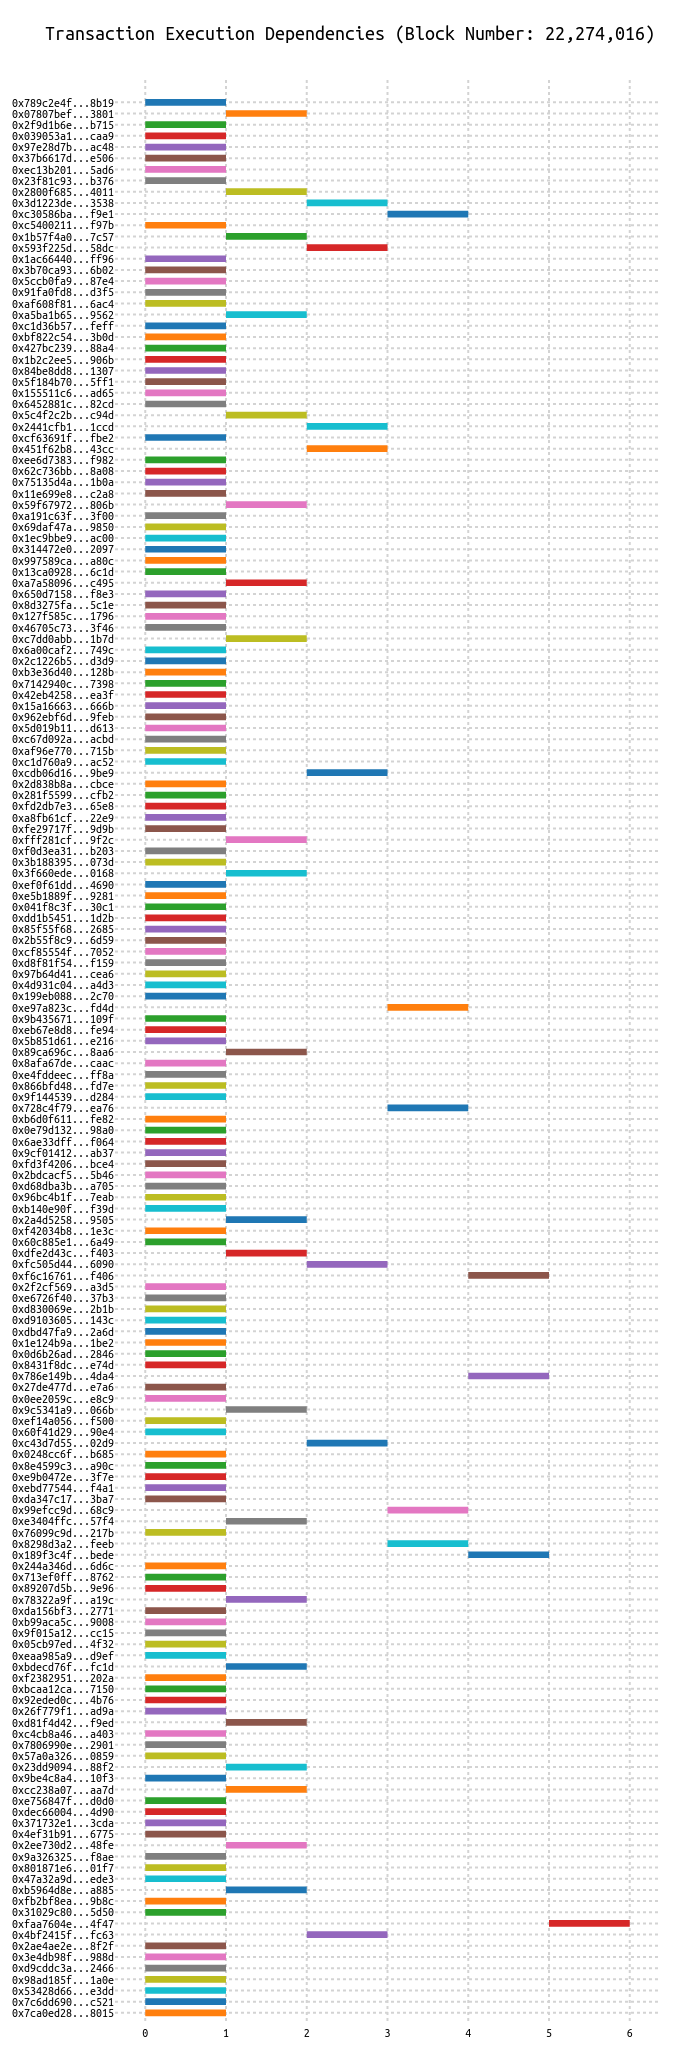 Transaction Execution Dependencies (Block Number: 22,274,016)
0x789c2e4f...8b19
0x07807bef...3801
0x2f9d1b6e...b715
0x039053a1...caa9
0x97e28d7b...ac48
0x37b6617d...e506
0xec13b201...5ad6
0x23f81c93...b376
0x2800f685...4011
0x3d1223de...3538
0xc30586ba...f9e1
0xc5400211...f97b
0x1b57f4a0...7c57
0x593f225d...58dc
0x1ac66440...ff96
0x3b70ca93...6b02
0x5ccb0fa9...87e4
0x91fa0fd8...d3f5
0xaf608f81...6ac4
0xa5ba1b65...9562
0xc1d36b57...feff
0xbf822c54...3b0d
0x427bc239...88a4
0x1b2c2ee5...906b
0x84be8dd8...1307
0x5f184b70...5ff1
0x155511c6...ad65
0x6452881c...82cd
0x5c4f2c2b...c94d
0x2441cfb1...1ccd
0xcf63691f...fbe2
0x451f62b8...43cc
0xee6d7383...f982
0x62c736bb...8a08
0x75135d4a...1b0a
0x11e699e8...c2a8
0x59f67972...806b
0xa191c63f...3f00
0x69daf47a...9850
0x1ec9bbe9...ac00
0x314472e0...2097
0x997589ca...a80c
0x13ca0928...6c1d
0xa7a58096...c495
0x650d7158...f8e3
0x8d3275fa...5c1e
0x127f585c...1796
0x46705c73...3f46
0xc7dd0abb...1b7d
0x6a00caf2...749c
0x2c1226b5...d3d9
0xb3e36d40...128b
0x7142940c...7398
0x42eb4258...ea3f
0x15a16663...666b
0x962ebf6d...9feb
0x5d019b11...d613
0xc67d092a...acbd
0xaf96e770...715b
0xc1d760a9...ac52
0xcdb06d16...9be9
0x2d838b8a...cbce
0x281f5599...cfb2
0xfd2db7e3...65e8
0xa8fb61cf...22e9
0xfe29717f...9d9b
0xfff281cf...9f2c
0xf0d3ea31...b203
0x3b188395...073d
0x3f660ede...0168
0xef0f61dd...4690
0xe5b1889f...9281
0x041f8c3f...30c1
0xdd1b5451...1d2b
0x85f55f68...2685
0x2b55f8c9...6d59
0xcf85554f...7052
0xd8f81f54...f159
0x97b64d41...cea6
0x4d931c04...a4d3
0x199eb088...2c70
0xe97a823c...fd4d
0x9b435671...109f
0xeb67e8d8...fe94
0x5b851d61...e216
0x89ca696c...8aa6
0x8afa67de...caac
0xe4fddeec...ff8a
0x866bfd48...fd7e
0x9f144539...d284
0x728c4f79...ea76
0xb6d0f611...fe82
0x0e79d132...98a0
0x6ae33dff...f064
0x9cf01412...ab37
0xfd3f4206...bce4
0x2bdcacf5...5b46
0xd68dba3b...a705
0x96bc4b1f...7eab
0xb140e90f...f39d
0x2a4d5258...9505
0xf42034b8...1e3c
0x60c885e1...6a49
0xdfe2d43c...f403
0xfc505d44...6090
0xf6c16761...f406
0x2f2cf569...a3d5
0xe6726f40...37b3
0xd830069e...2b1b
0xd9103605...143c
0xdbd47fa9...2a6d
0x1e124b9a...1be2
0x0d6b26ad...2846
0x8431f8dc...e74d
0x786e149b...4da4
0x27de477d...e7a6
0x0ee2059c...e8c9
0x9c5341a9...066b
0xef14a056...f500
0x60f41d29...90e4
0xc43d7d55...02d9
0x0248cc6f...b685
0x8e4599c3...a90c
0xe9b0472e...3f7e
0xebd77544...f4a1
0xda347c17...3ba7
0x99efcc9d...68c9
0xe3404ffc...57f4
0x76099c9d...217b
0x8298d3a2...feeb
0x189f3c4f...bede
0x244a346d...6d6c
0x713ef0ff...8762
0x89207d5b...9e96
0x78322a9f...a19c
0xda156bf3...2771
0xb99aca5c...9008
0x9f015a12...cc15
0x05cb97ed...4f32
0xeaa985a9...d9ef
0xbdecd76f...fc1d
0xf2382951...202a
0xbcaa12ca...7150
0x92eded0c...4b76
0x26f779f1...ad9a
0xd81f4d42...f9ed
0xc4cb8a46...a403
0x7806990e...2901
0x57a0a326...0859
0x23dd9094...88f2
0x9be4c8a4...10f3
0xcc238a07...aa7d
0xe756847f...d0d0
0xdec66004...4d90
0x371732e1...3cda
0x4ef31b91...6775
0x2ee730d2...48fe
0x9a326325...f8ae
0x801871e6...01f7
0x47a32a9d...ede3
0xb5964d8e...a885
0xfb2bf8ea...9b8c
0x31029c80...5d50
0xfaa7604e...4f47
0x4bf2415f...fc63
0x2ae4ae2e...8f2f
0x3e4db98f...988d
0xd9cddc3a...2466
0x98ad185f...1a0e
0x53428d66...e3dd
0x7c6dd690...c521
0x7ca0ed28...8015
0 1 2 3 4 5 6